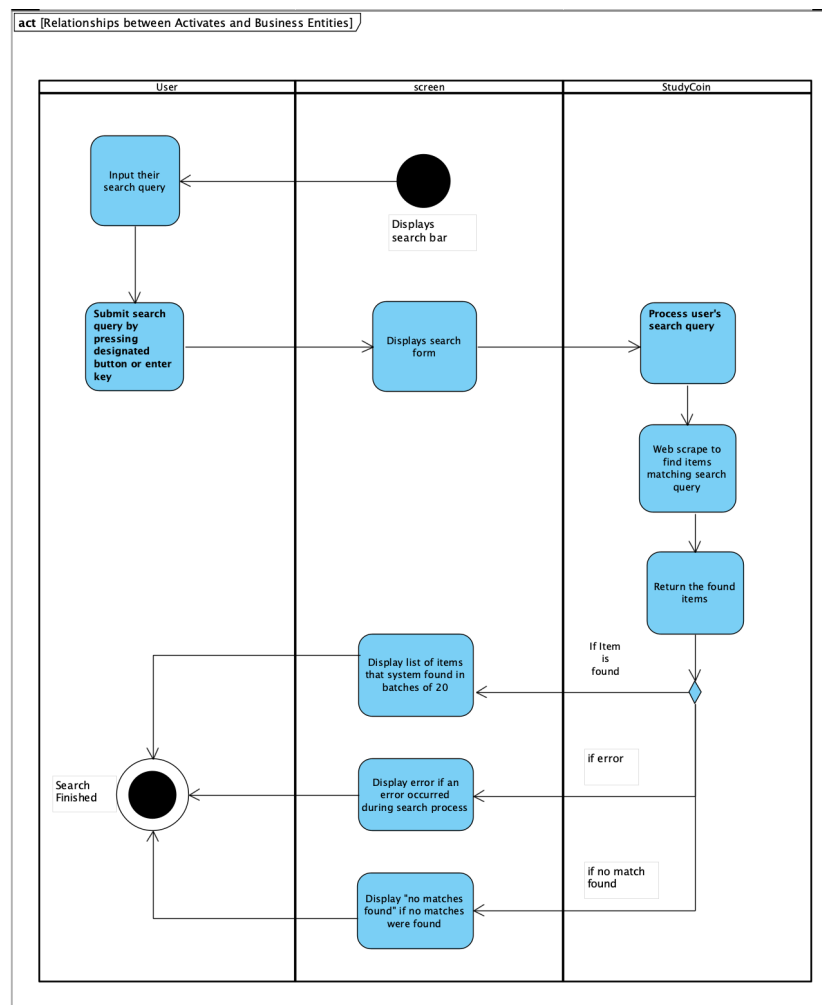 act [Relationships between Activates and Business Entities]
User
screen
StudyCoin
Input their
search query
Displays
search bar
Submit search
query by
pressing
designated
button or enter
key
Displays search
form
Process user's
search query
Web scrape to
find items
matching search
query
Return the found
items
If Item
is
found
Display list of items
that system found in
batches of 20
if error
Display error if an
error occurred
during search process
Search
Finished
if no match
found
Display "no matches
found" if no matches
were found